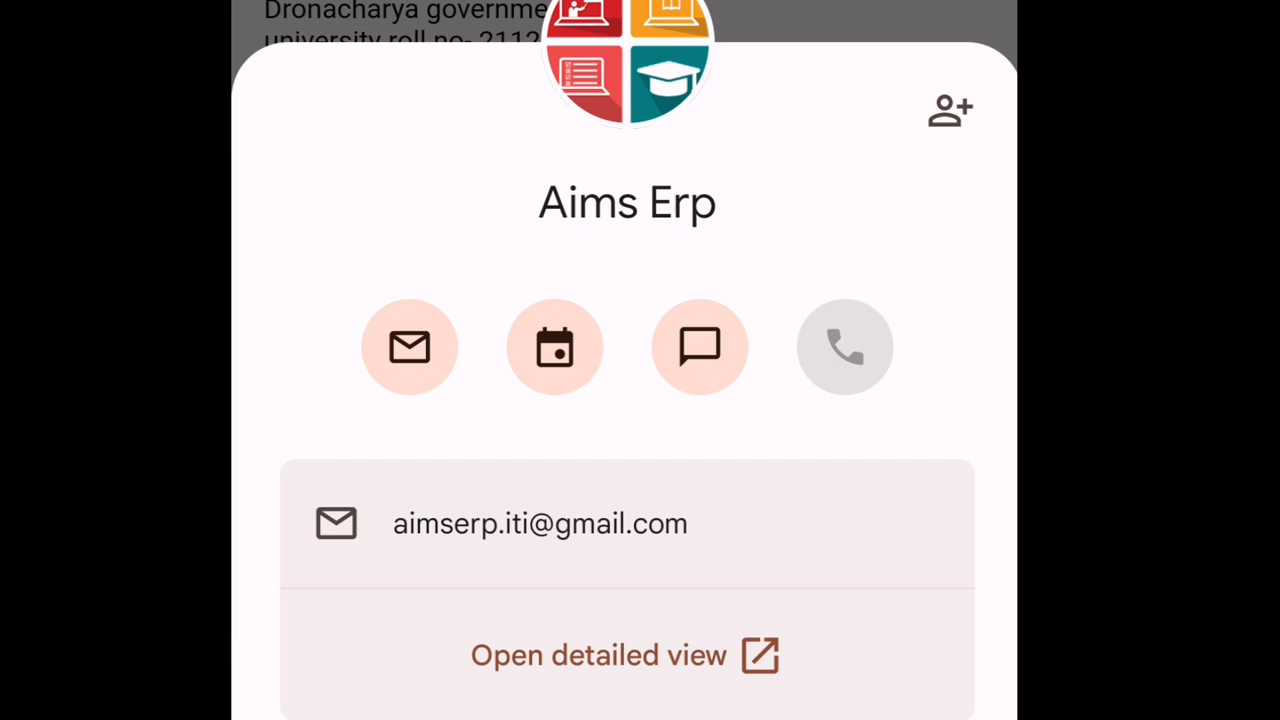 Dronacharya governme
university roll no- 2112
Aims Erp
aimserp.iti@gmail.com
Open detailed view